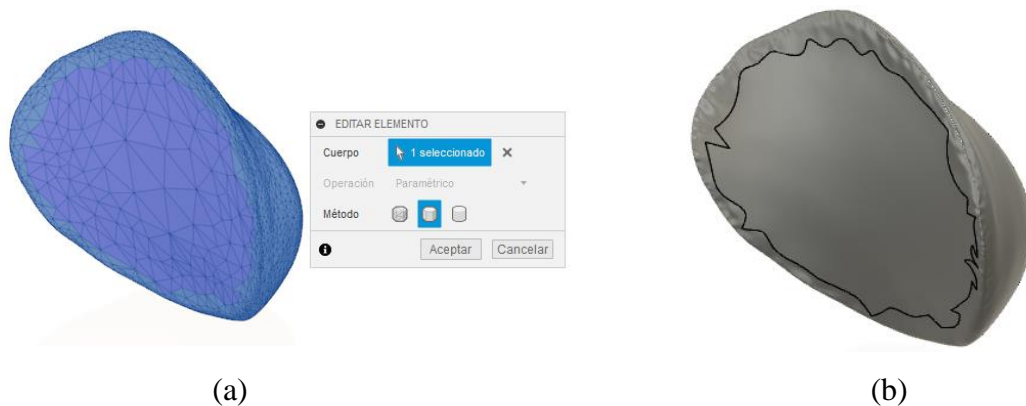 EDITAR ELEMENTO
Cuerpo 1 seleccionado
Operación Paramétrico
Método
Aceptar Cancelar
(a) (b)